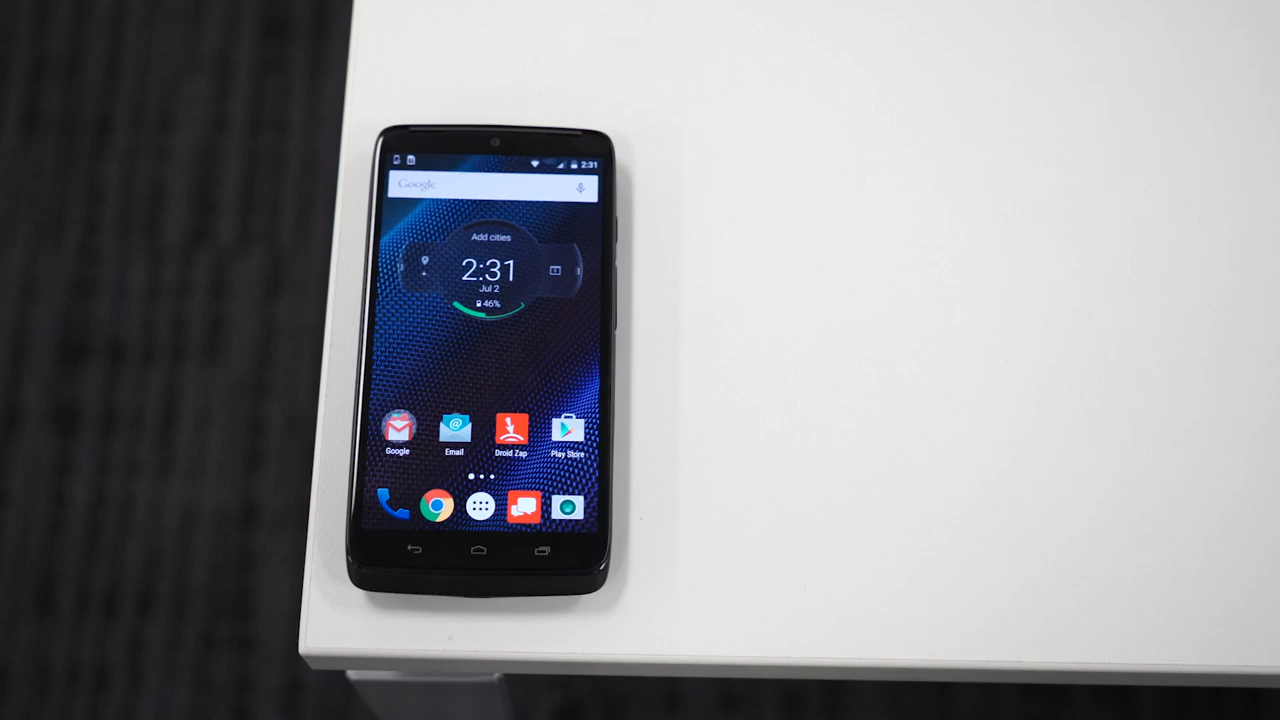 2:31
Google
Add cities
2:31
Jul 2
46%
Google
Email
Droid Zap
Play Store